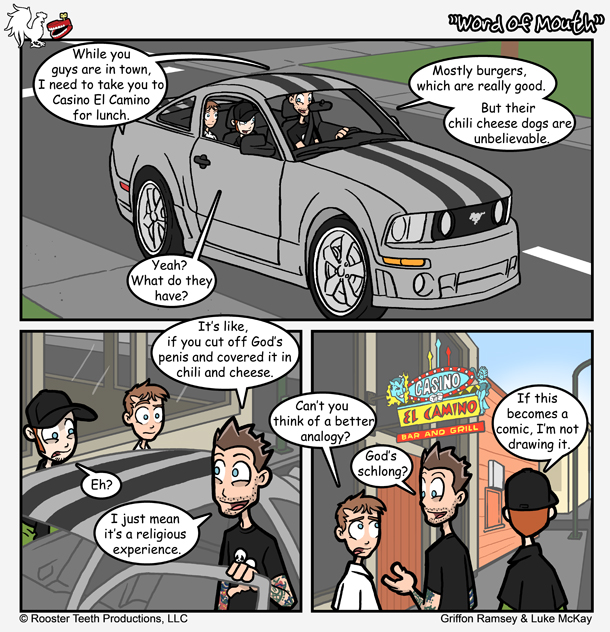 "Word of Mouth"
While you
guys are in town,
I need to take you to
Casino El Camino
for lunch.
Mostly burgers,
which are really good.
But their
chili cheese dogs are
unbelievable.
Yeah?
What do they
have?
It's like,
if you cut off God's
penis and covered it in
chili and cheese.
Eh?
I just mean
it's a religious
experience.
Can't you
think of a better
analogy?
God's
schlong?
If this
becomes a
comic, I'm not
drawing it.
CASINO
EL CAMINO
BAR AND GRILL
© Rooster Teeth Productions, LLC
Griffon Ramsey & Luke McKay